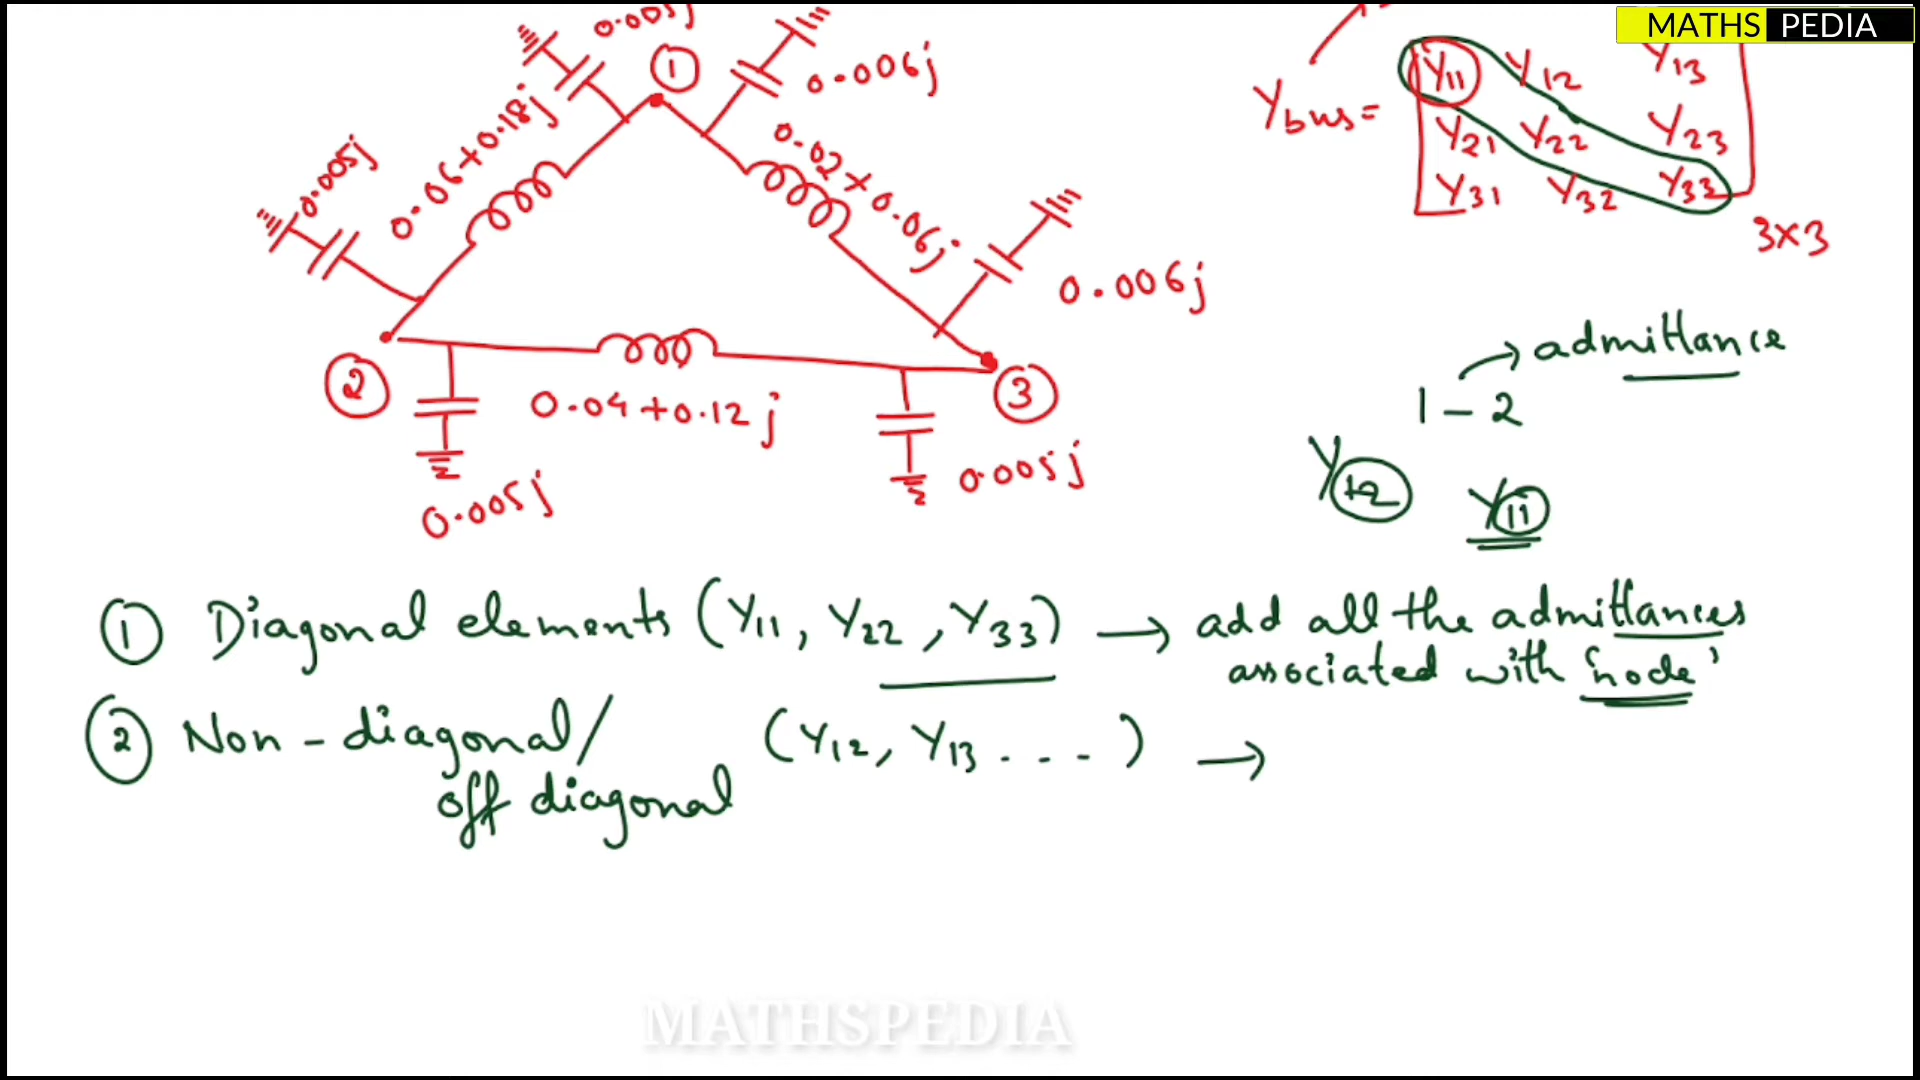 MATHS PEDIA
0.005j
①
0.006j
0.06+0.18j
0.005j
0.02+0.06j
0.006j
②
0.04+0.12j
③
0.005j
0.005j
Ybus =
Y11 Y12 Y13
Y21 Y22 Y23
Y31 Y32 Y33
3×3
admittance
1 - 2
Y12
Y11
① Diagonal elements (Y11, Y22, Y33) → add all the admittances
associated with 'node'
② Non-diagonal/ (Y12, Y13 ....) →
off diagonal
MATHSPEDIA